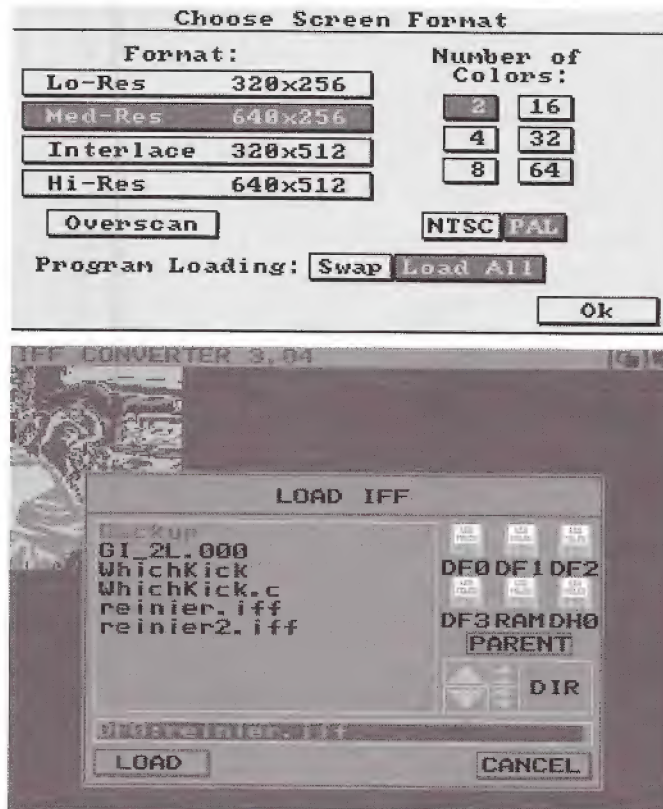 Choose Screen Format
Format:
Number of Colors:
Lo-Res 320x256
Med-Res 640x256
Interlace 320x512
Hi-Res 640x512
2 16
4 32
8 64
Overscan
NTSC PAL
Program Loading: Swap Load All
Ok
IFF CONVERTER 3.04
LOAD IFF
Backup
GI_2L.000
WhichKick
WhichKick.c
reinier.iff
reinier2.iff
DF0 DF1 DF2
DF3 RAM DH0
PARENT
DIR
DF0:reinier.iff
LOAD
CANCEL